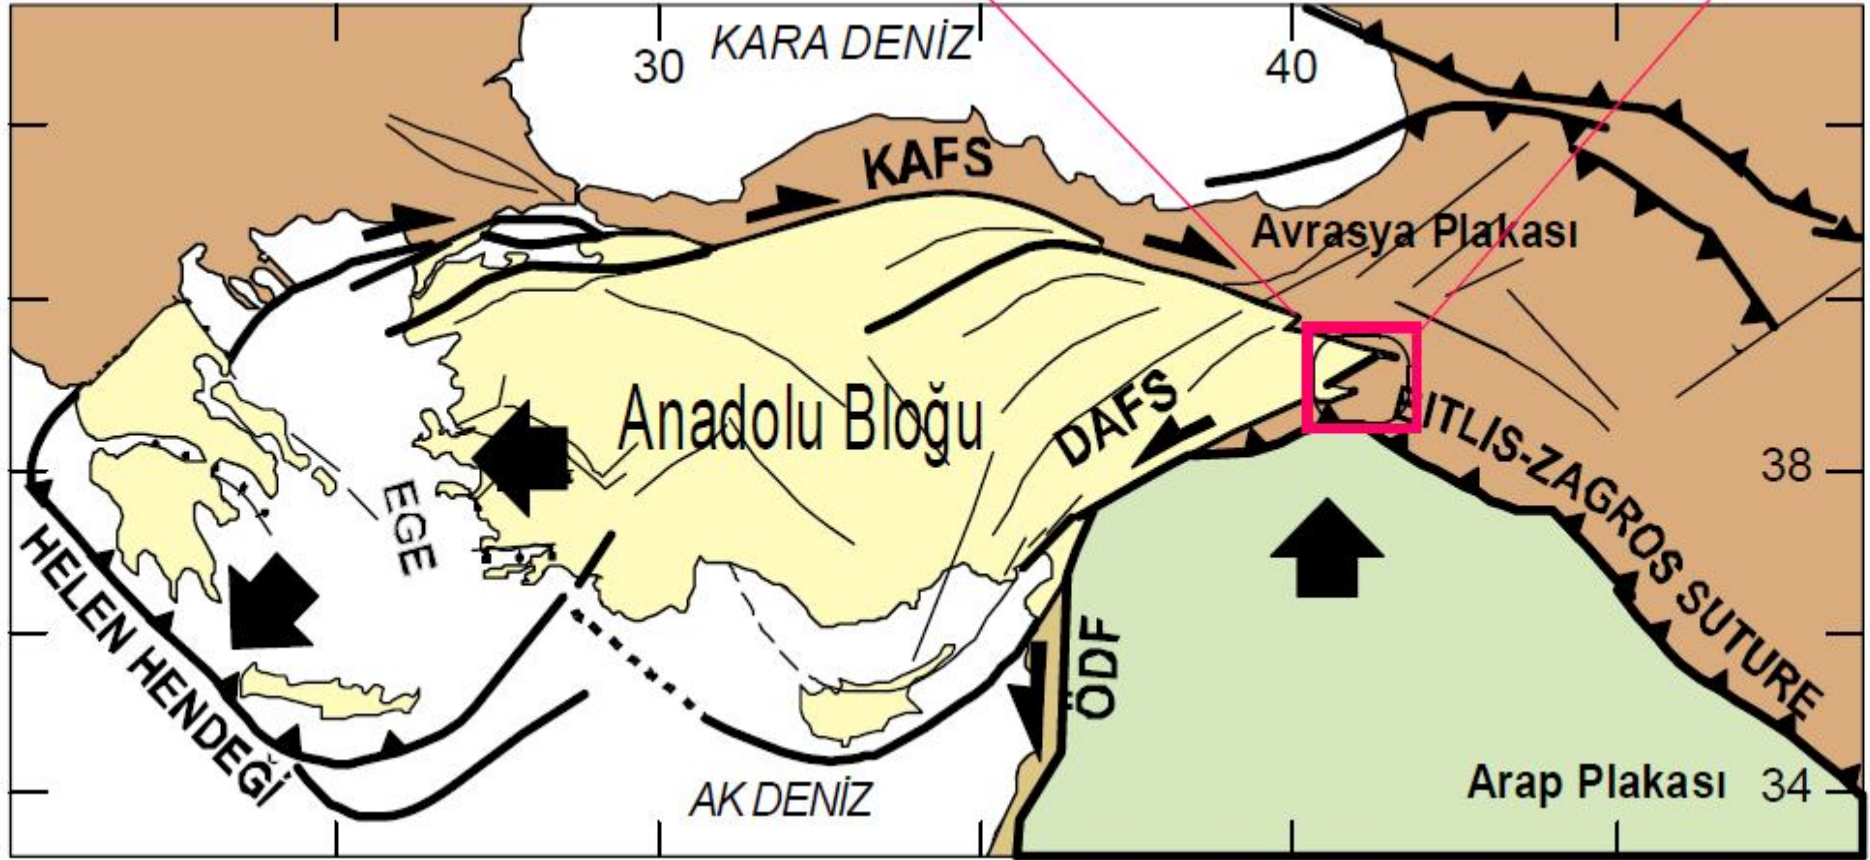 30
KARA DENİZ
40
KAFS
Avrasya Plakası
Anadolu Bloğu
DAFS
BITLIS-ZAGROS SUTURE
38
EGE
HELEN HENDEĞİ
ÖDF
AK DENİZ
Arap Plakası
34